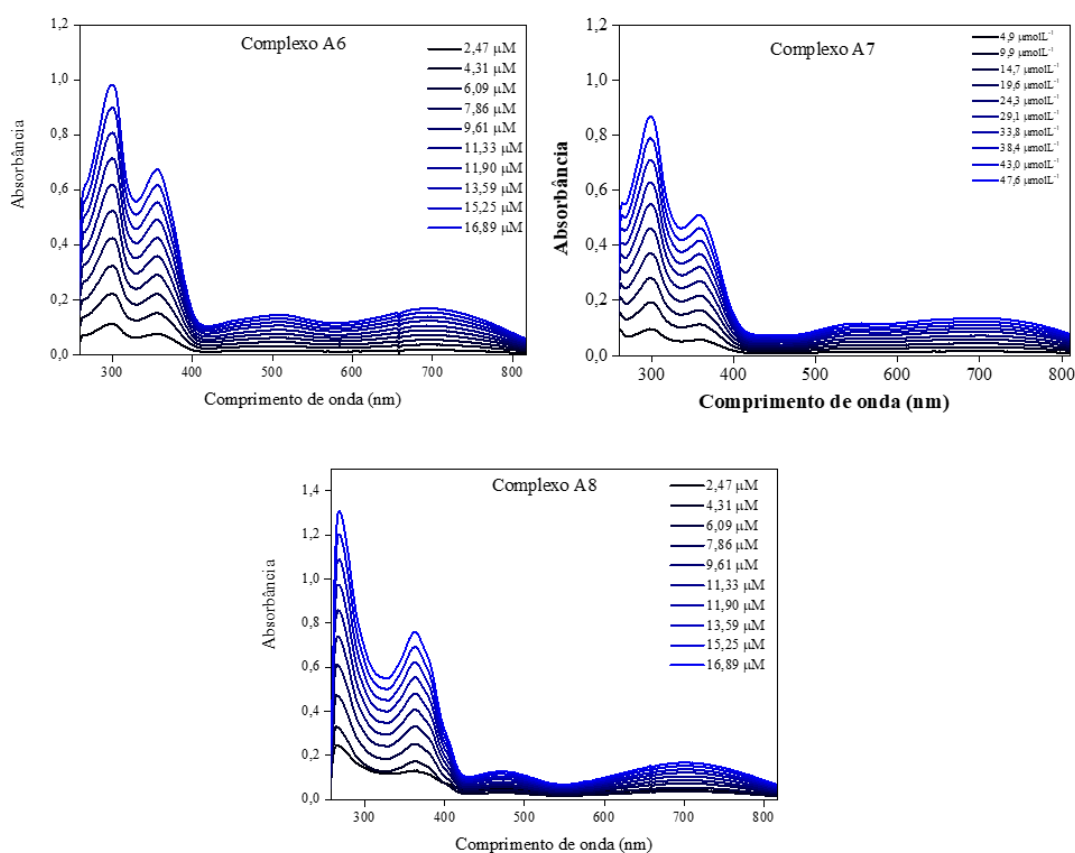 Complexo A6
Absorbância
1,2
1,0
0,8
0,6
0,4
0,2
0,0
300 400 500 600 700 800
Comprimento de onda (nm)
2,47 µM
4,31 µM
6,09 µM
7,86 µM
9,61 µM
11,33 µM
11,90 µM
13,59 µM
15,25 µM
16,89 µM
Complexo A7
Absorbância
1,2
1,0
0,8
0,6
0,4
0,2
0,0
300 400 500 600 700 800
Comprimento de onda (nm)
4,9 µmolL⁻¹
9,9 µmolL⁻¹
14,7 µmolL⁻¹
19,6 µmolL⁻¹
24,3 µmolL⁻¹
29,1 µmolL⁻¹
33,8 µmolL⁻¹
38,4 µmolL⁻¹
43,0 µmolL⁻¹
47,6 µmolL⁻¹
Complexo A8
Absorbância
1,4
1,2
1,0
0,8
0,6
0,4
0,2
0,0
300 400 500 600 700 800
Comprimento de onda (nm)
2,47 µM
4,31 µM
6,09 µM
7,86 µM
9,61 µM
11,33 µM
11,90 µM
13,59 µM
15,25 µM
16,89 µM